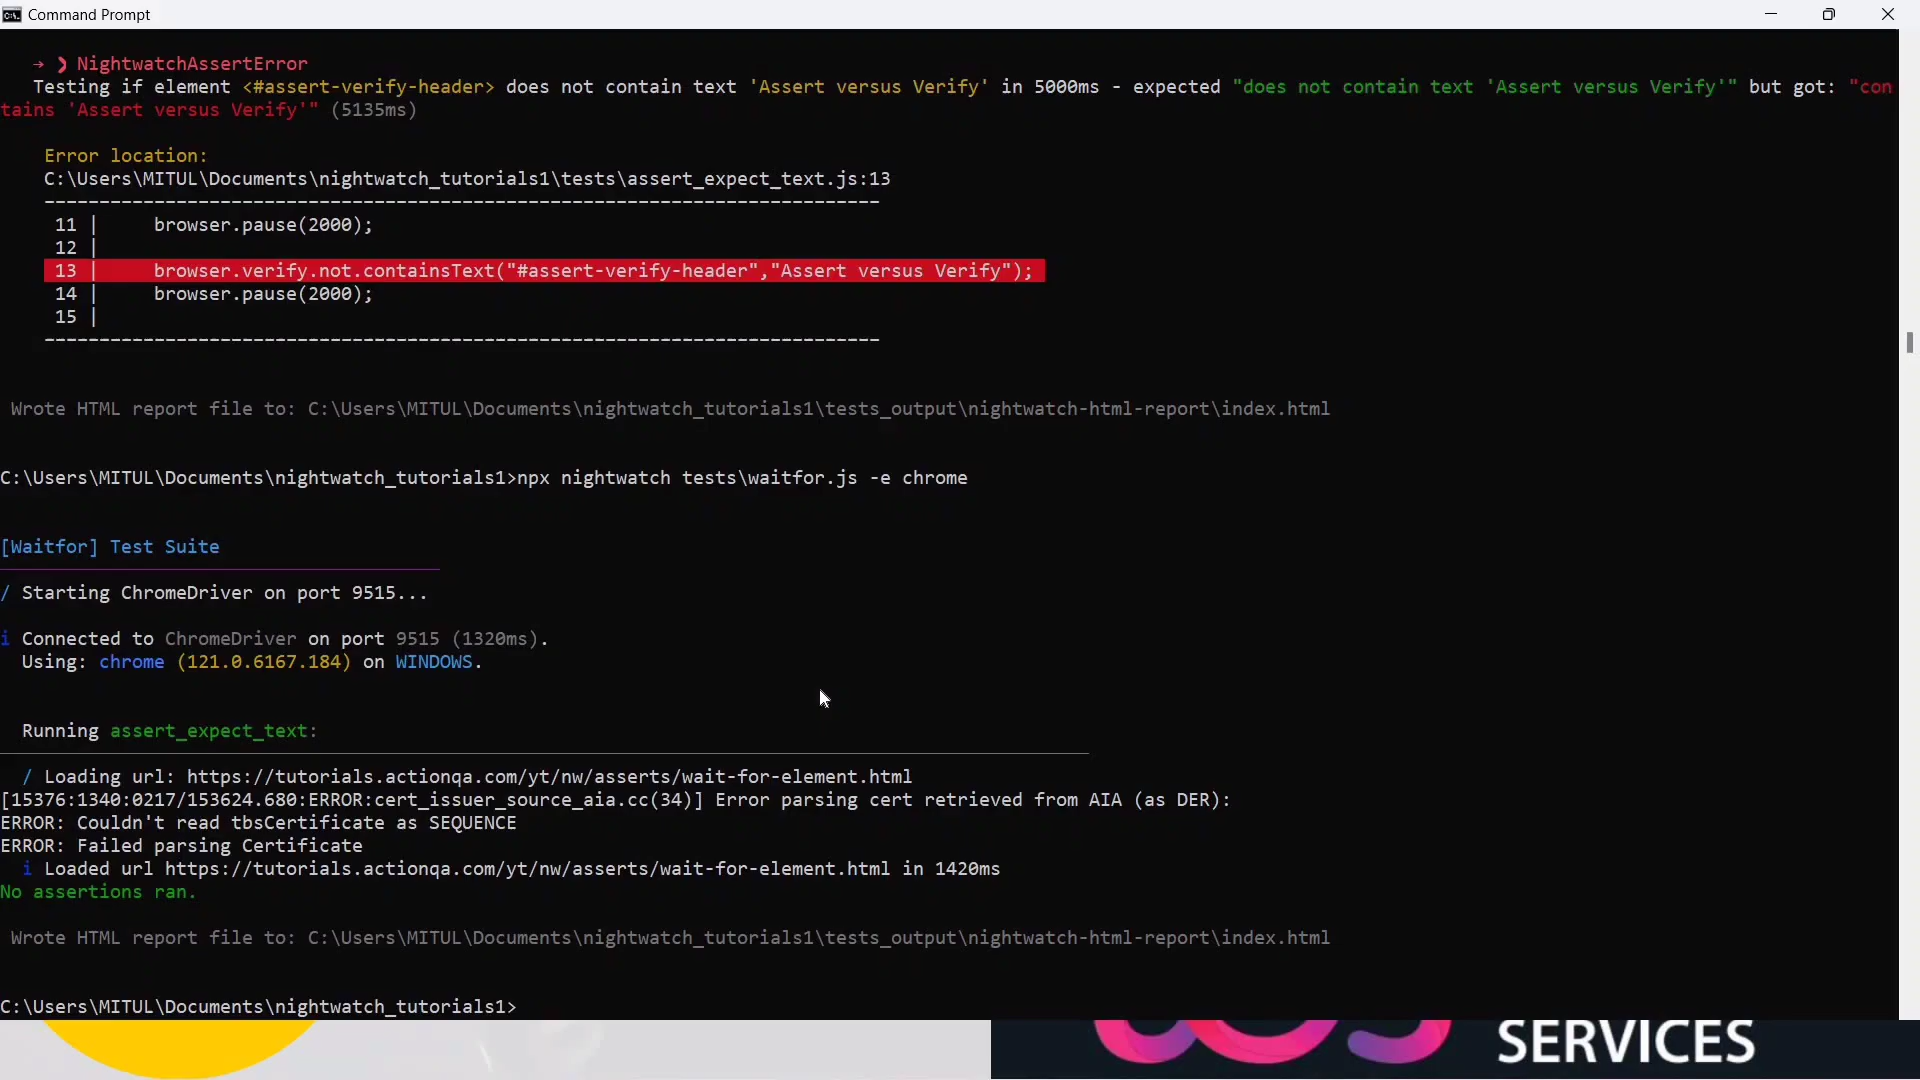 Command Prompt
→ ❯ NightwatchAssertError
Testing if element <#assert-verify-header> does not contain text 'Assert versus Verify' in 5000ms - expected "does not contain text 'Assert versus Verify'" but got: "con
tains 'Assert versus Verify'" (5135ms)
Error location:
C:\Users\MITUL\Documents\nightwatch_tutorials1\tests\assert_expect_text.js:13
----------------------------------------------------------------------------
11 |     browser.pause(2000);
12 |
13 |     browser.verify.not.containsText("#assert-verify-header","Assert versus Verify");
14 |     browser.pause(2000);
15 |
----------------------------------------------------------------------------
Wrote HTML report file to: C:\Users\MITUL\Documents\nightwatch_tutorials1\tests_output\nightwatch-html-report\index.html
C:\Users\MITUL\Documents\nightwatch_tutorials1>npx nightwatch tests\waitfor.js -e chrome
[Waitfor] Test Suite
/ Starting ChromeDriver on port 9515...
i Connected to ChromeDriver on port 9515 (1320ms).
Using: chrome (121.0.6167.184) on WINDOWS.
Running assert_expect_text:
/ Loading url: https://tutorials.actionqa.com/yt/nw/asserts/wait-for-element.html
[15376:1340:0217/153624.680:ERROR:cert_issuer_source_aia.cc(34)] Error parsing cert retrieved from AIA (as DER):
ERROR: Couldn't read tbsCertificate as SEQUENCE
ERROR: Failed parsing Certificate
i Loaded url https://tutorials.actionqa.com/yt/nw/asserts/wait-for-element.html in 1420ms
No assertions ran.
Wrote HTML report file to: C:\Users\MITUL\Documents\nightwatch_tutorials1\tests_output\nightwatch-html-report\index.html
C:\Users\MITUL\Documents\nightwatch_tutorials1>
SERVICES